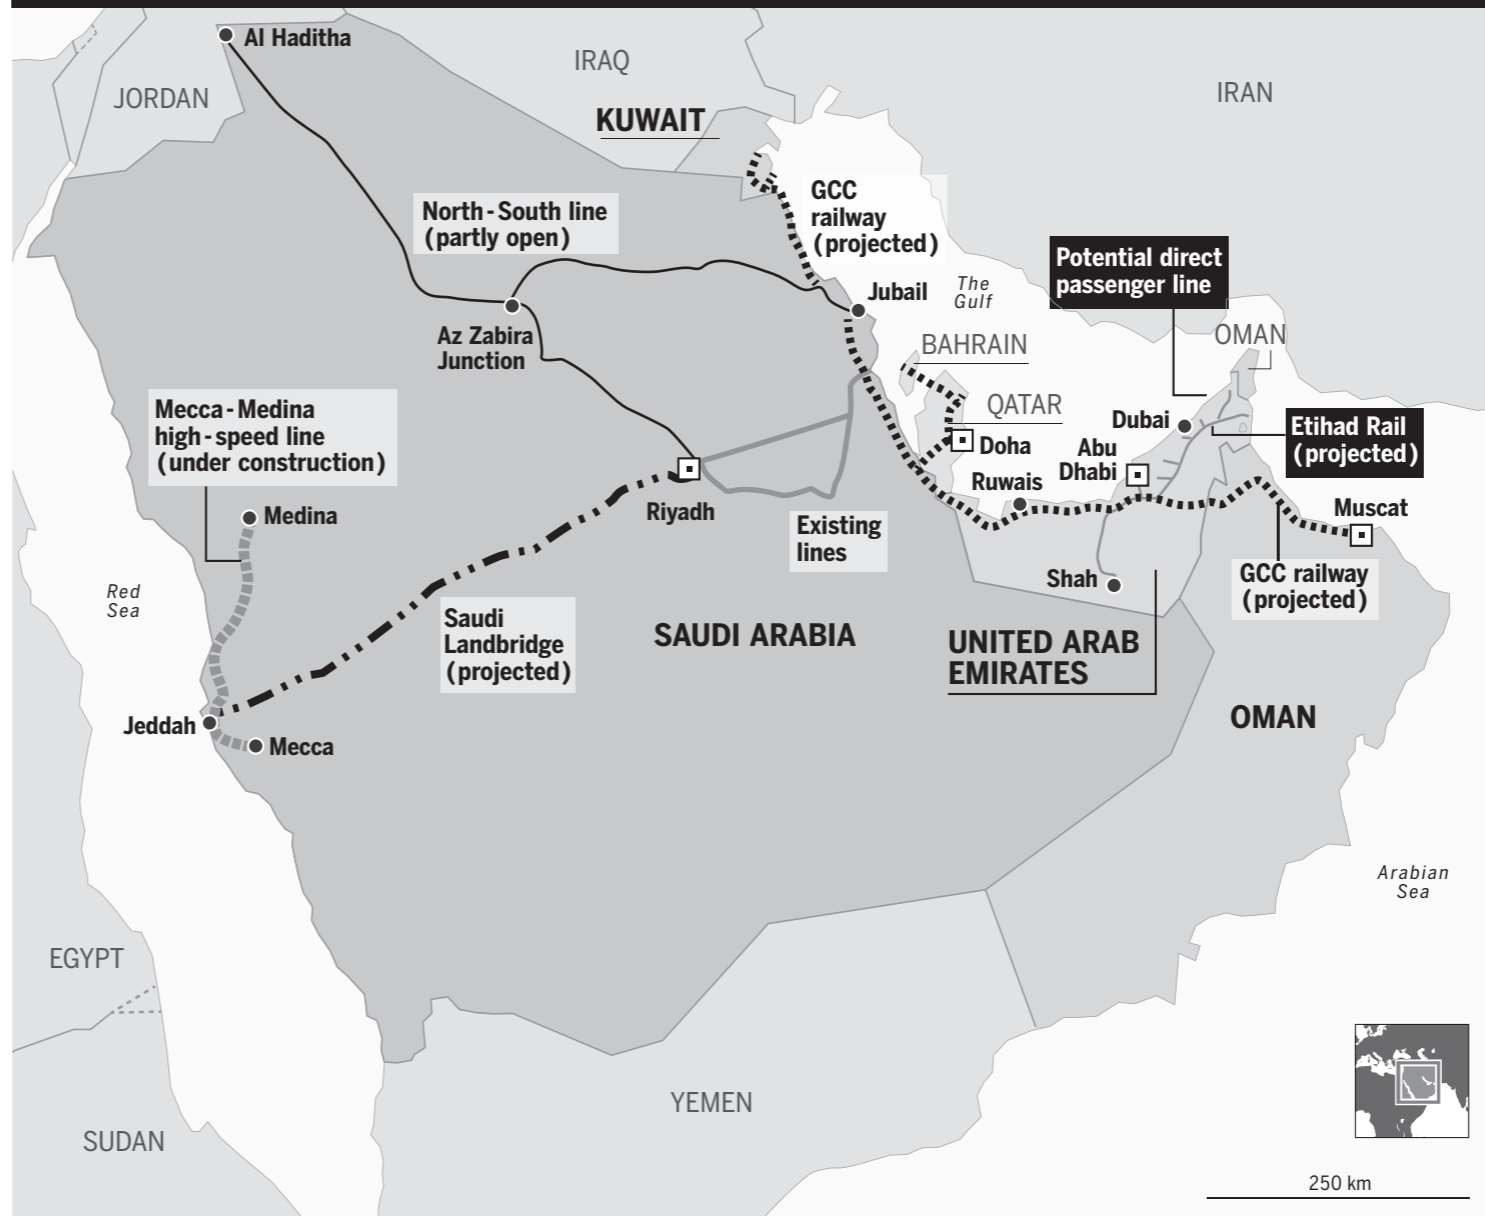 Al Haditha
JORDAN
IRAQ
KUWAIT
IRAN
North-South line
(partly open)
GCC
railway
(projected)
Potential direct
passenger line
Jubail
The
Gulf
Az Zabira
Junction
BAHRAIN
OMAN
QATAR
Mecca-Medina
high-speed line
(under construction)
Dubai
Etihad Rail
(projected)
Doha
Abu
Dhabi
Ruwais
Muscat
Medina
Riyadh
Existing
lines
Red
Sea
Shah
GCC railway
(projected)
Saudi
Landbridge
(projected)
SAUDI ARABIA
UNITED ARAB
EMIRATES
Jeddah
Mecca
OMAN
Arabian
Sea
EGYPT
YEMEN
SUDAN
250 km